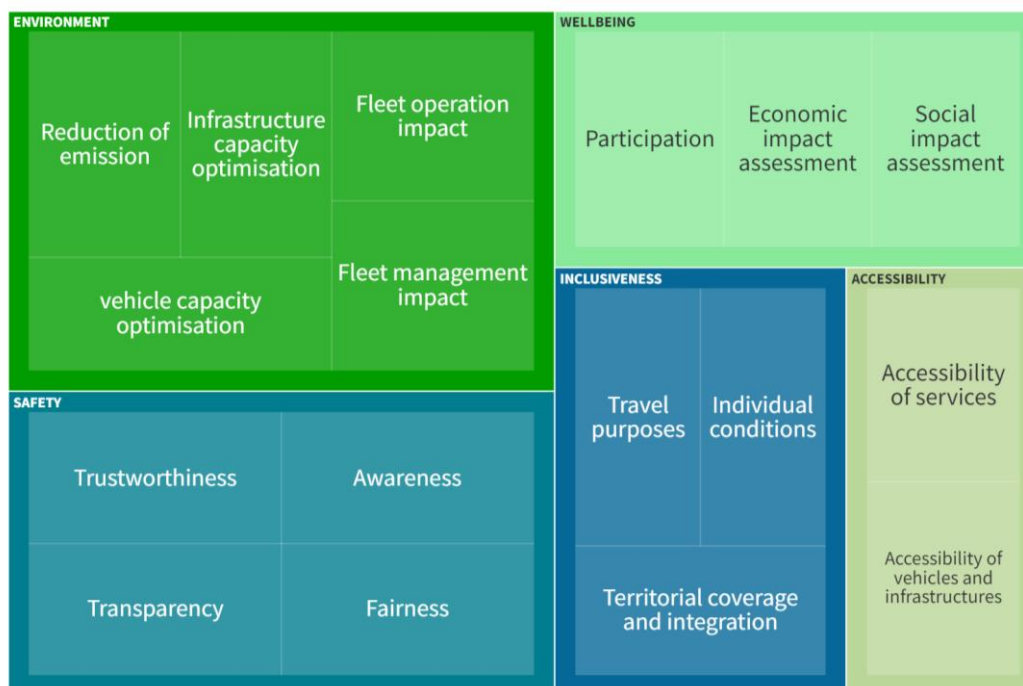 ENVIRONMENT
Reduction of
emission
Infrastructure
capacity
optimisation
Fleet operation
impact
vehicle capacity
optimisation
Fleet management
impact
WELLBEING
Participation
Economic
impact
assessment
Social
impact
assessment
SAFETY
Trustworthiness
Awareness
Transparency
Fairness
INCLUSIVENESS
Travel
purposes
Individual
conditions
Territorial coverage
and integration
ACCESSIBILITY
Accessibility
of services
Accessibility of
vehicles and
infrastructures